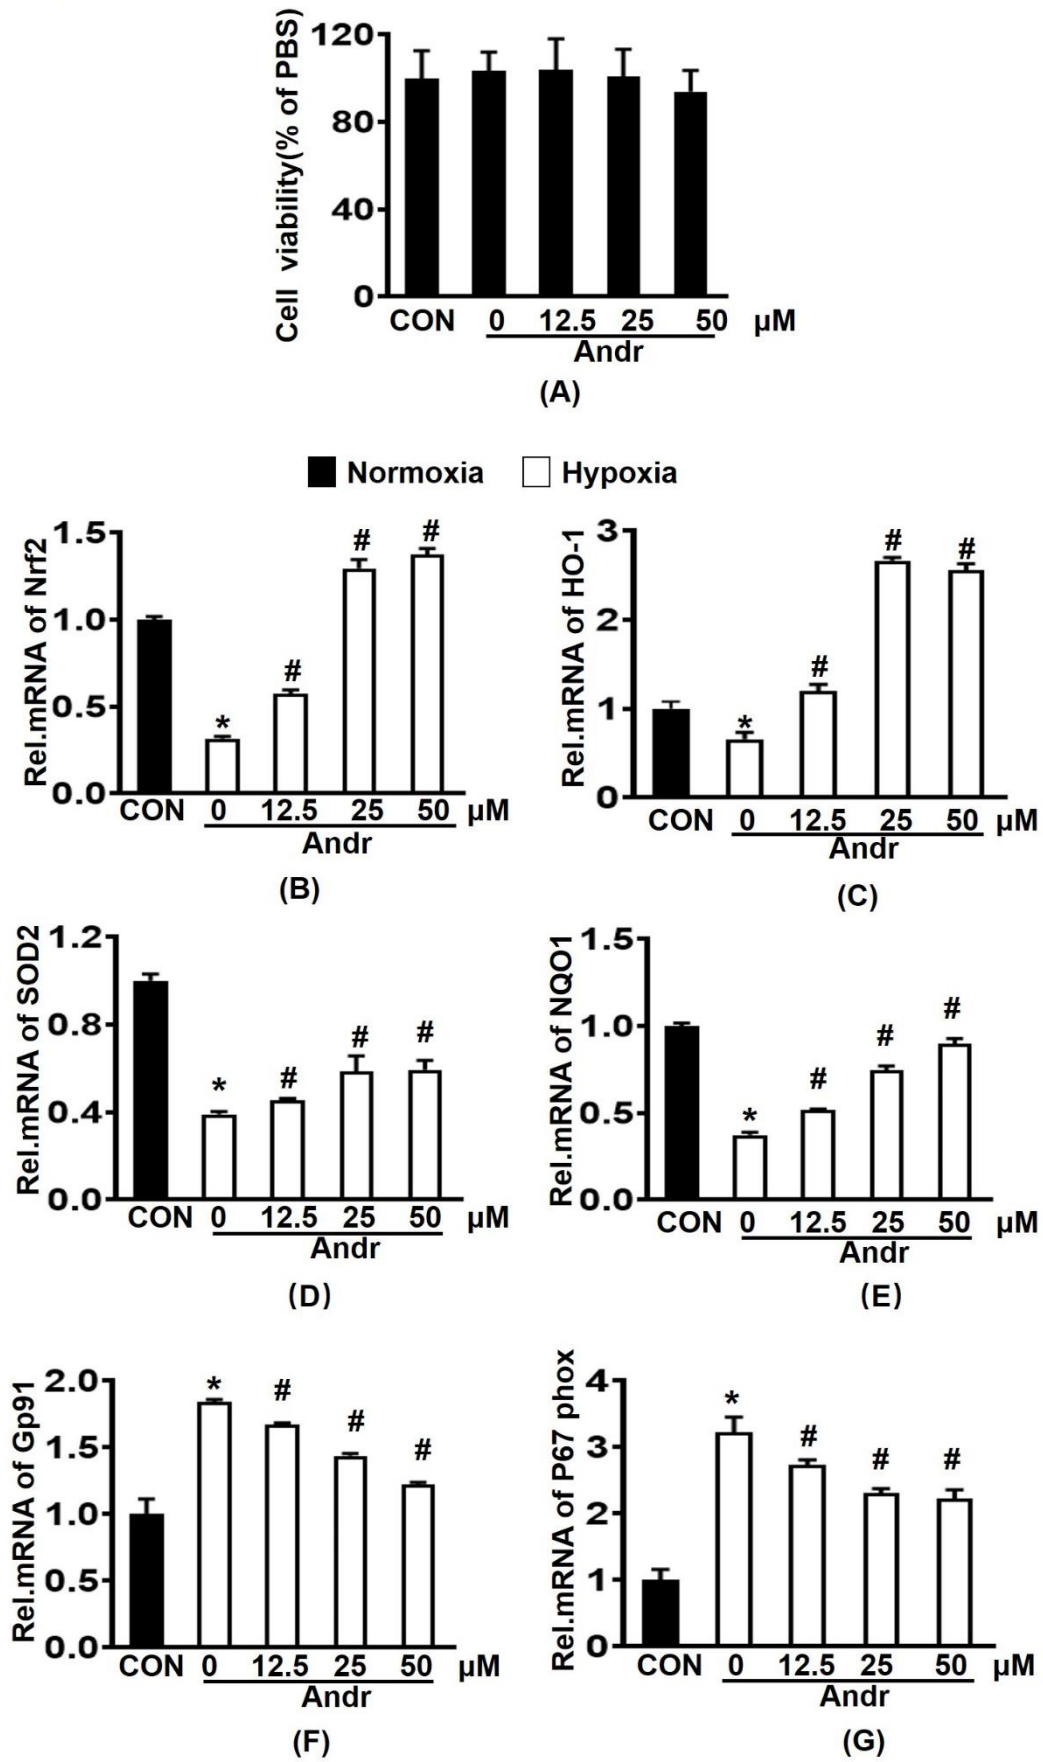 Cell viability(% of PBS)
120
80
40
0
CON 0 12.5 25 50 µM
Andr
(A)
Normoxia Hypoxia
Rel.mRNA of Nrf2
1.5
1.0
0.5
0.0
* # # #
CON 0 12.5 25 50 µM
Andr
(B)
Rel.mRNA of HO-1
3
2
1
0
* # # #
CON 0 12.5 25 50 µM
Andr
(C)
Rel.mRNA of SOD2
1.2
0.8
0.4
0.0
* # # #
CON 0 12.5 25 50 µM
Andr
(D)
Rel.mRNA of NQO1
1.5
1.0
0.5
0.0
* # # #
CON 0 12.5 25 50 µM
Andr
(E)
Rel.mRNA of Gp91
2.0
1.5
1.0
0.5
0.0
* # # #
CON 0 12.5 25 50 µM
Andr
(F)
Rel.mRNA of P67 phox
4
3
2
1
0
* # # #
CON 0 12.5 25 50 µM
Andr
(G)